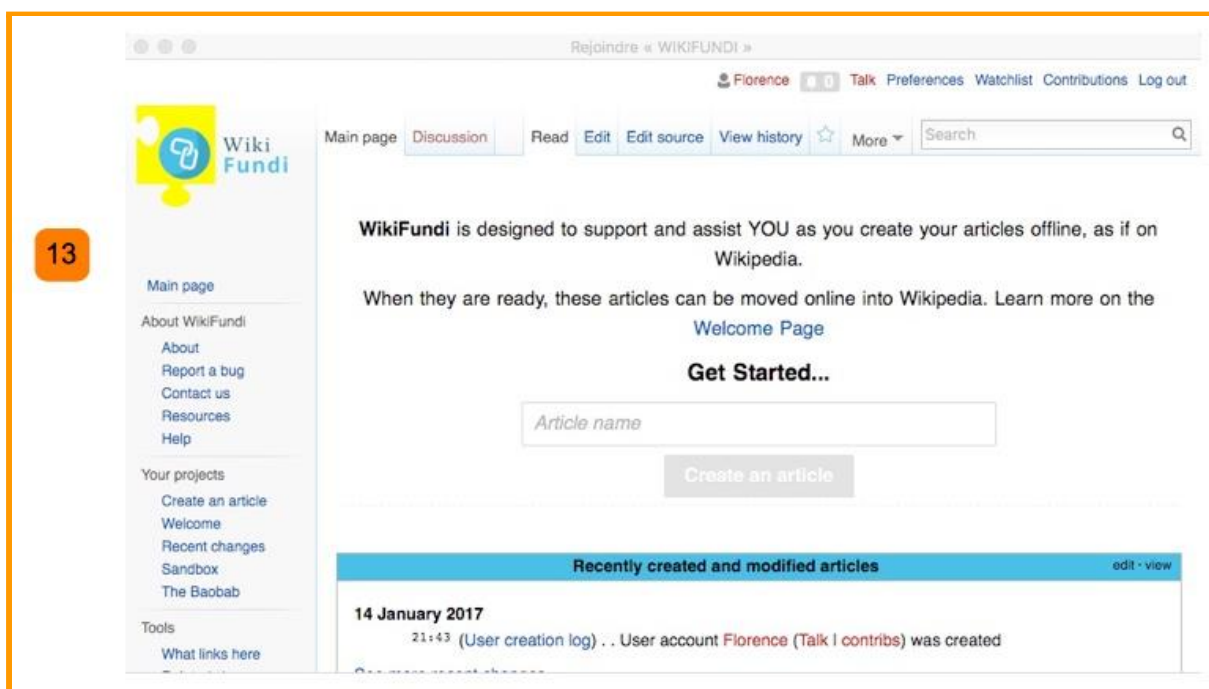 Rejoindre « WIKIFUNDI »
Florence 0 Talk Preferences Watchlist Contributions Log out
Wiki
Fundi
Main page Discussion Read Edit Edit source View history More Search
13
WikiFundi is designed to support and assist YOU as you create your articles offline, as if on
Wikipedia.
When they are ready, these articles can be moved online into Wikipedia. Learn more on the
Welcome Page
Get Started...
Article name
Create an article
Main page
About WikiFundi
About
Report a bug
Contact us
Resources
Help
Your projects
Create an article
Welcome
Recent changes
Sandbox
The Baobab
Tools
What links here
Recently created and modified articles edit · view
14 January 2017
21:43 (User creation log) . . User account Florence (Talk | contribs) was created
See more recent changes